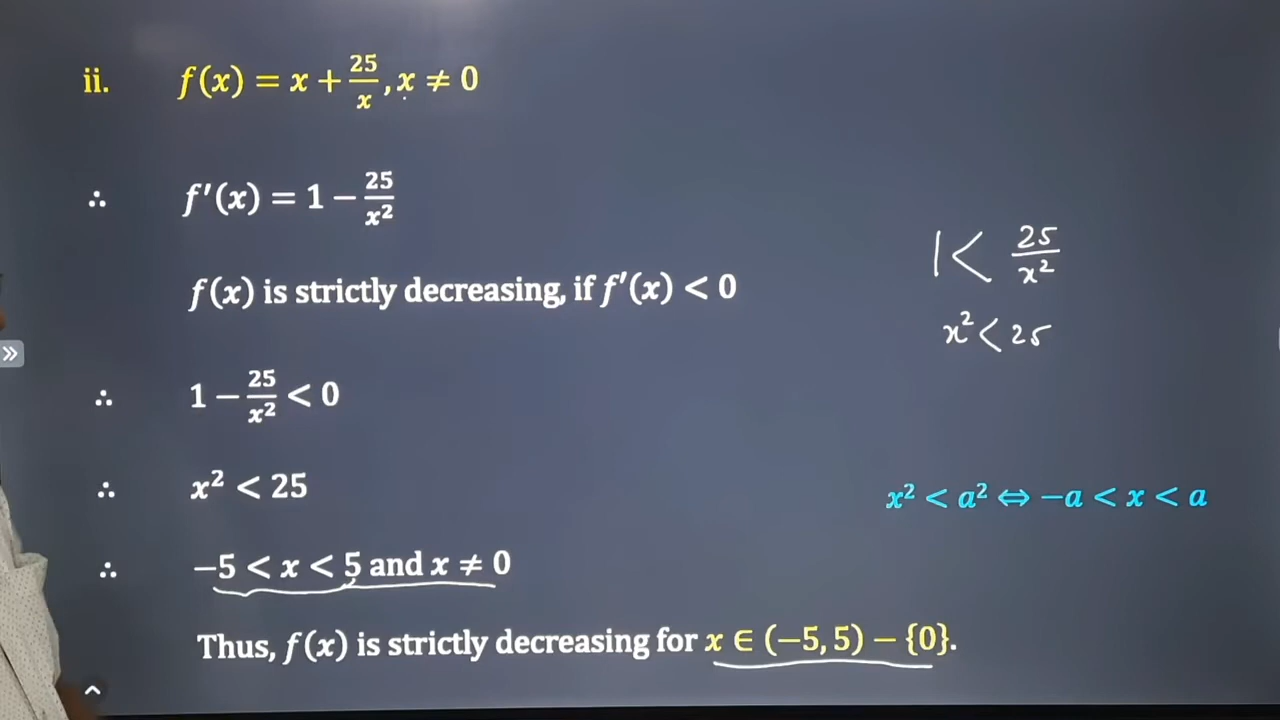 ii. f(x) = x + 25/x, x ≠ 0
∴ f'(x) = 1 − 25/x²
f(x) is strictly decreasing, if f'(x) < 0
1 < 25/x²
x² < 25
∴ 1 − 25/x² < 0
∴ x² < 25
x² < a² ⇔ −a < x < a
∴ −5 < x < 5 and x ≠ 0
Thus, f(x) is strictly decreasing for x ∈ (−5, 5) − {0}.